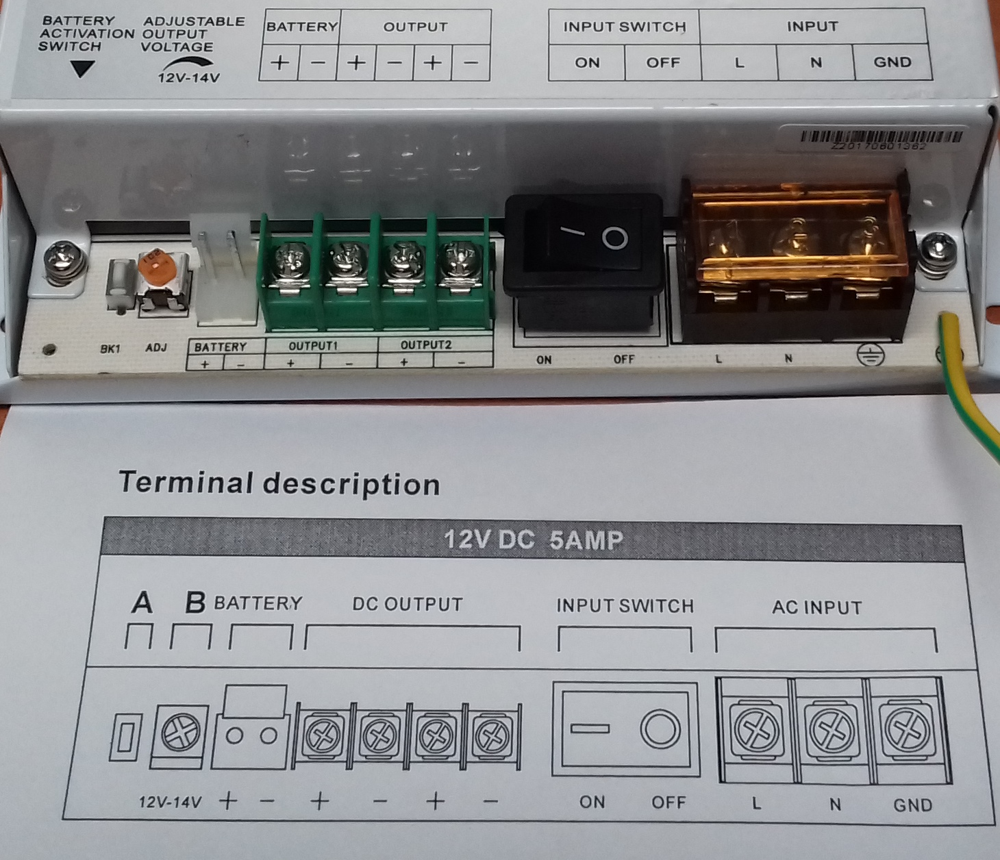 BATTERY ACTIVATION SWITCH
ADJUSTABLE OUTPUT VOLTAGE
12V-14V
BATTERY OUTPUT
+ − + − + −
INPUT SWITCH INPUT
ON OFF L N GND
Z20170601362
102
I O
BK1 ADJ BATTERY OUTPUT1 OUTPUT2
+ − + − + −
ON OFF L N
Terminal description
12V DC 5AMP
A B BATTERY DC OUTPUT INPUT SWITCH AC INPUT
12V-14V + − + − + − ON OFF L N GND